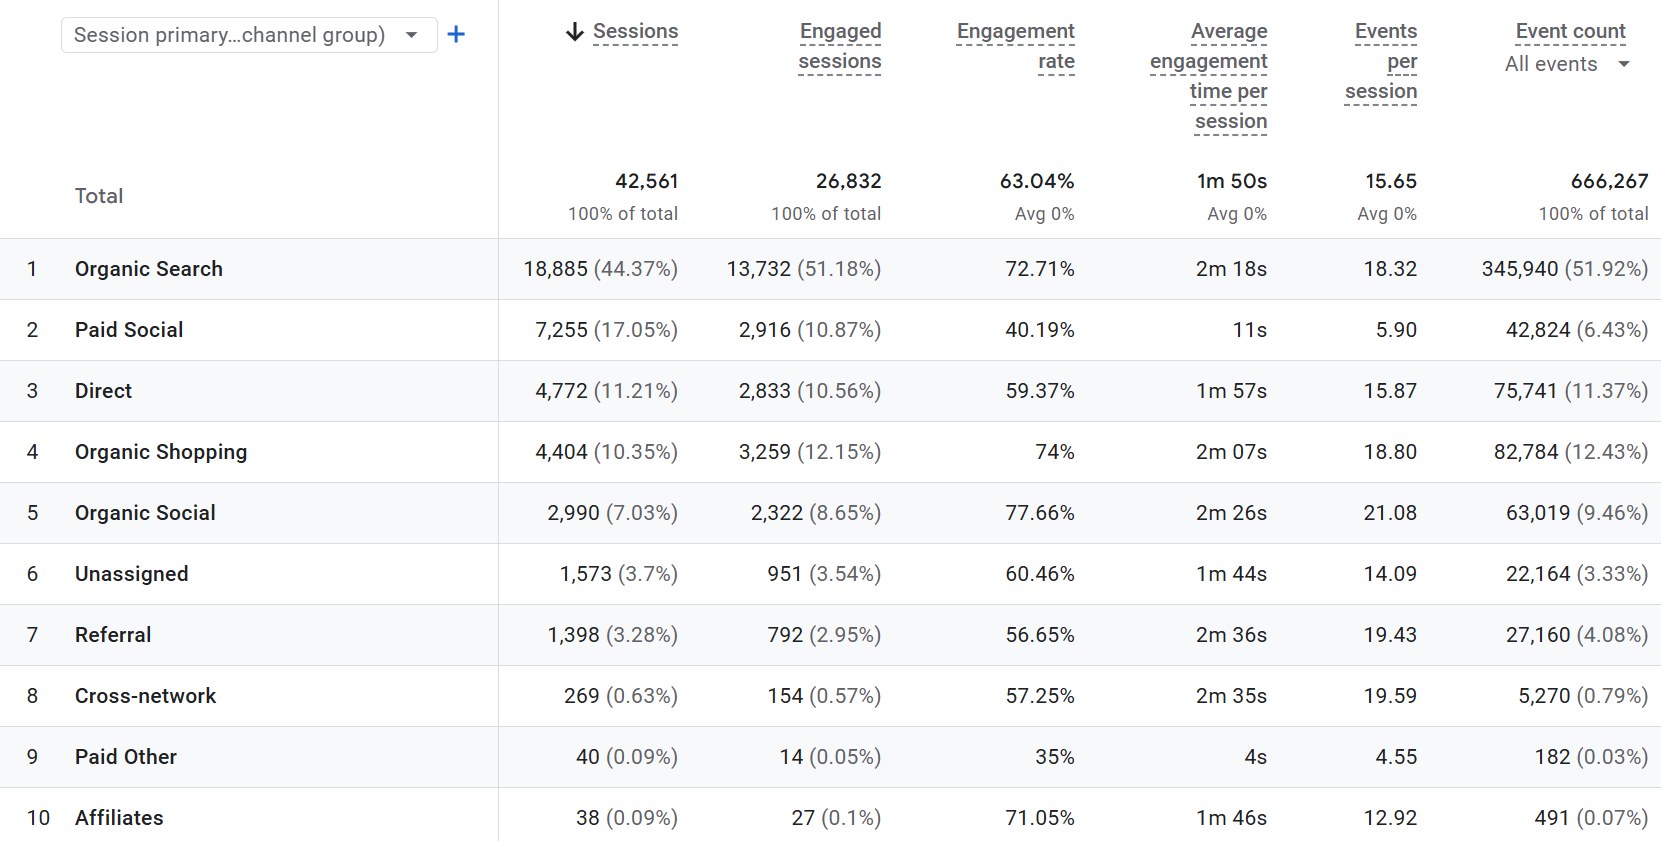 Session primary…channel group)
Sessions
Engaged sessions
Engagement rate
Average engagement time per session
Events per session
Event count
All events
Total 42,561 26,832 63.04% 1m 50s 15.65 666,267
100% of total 100% of total Avg 0% Avg 0% Avg 0% 100% of total
1 Organic Search 18,885 (44.37%) 13,732 (51.18%) 72.71% 2m 18s 18.32 345,940 (51.92%)
2 Paid Social 7,255 (17.05%) 2,916 (10.87%) 40.19% 11s 5.90 42,824 (6.43%)
3 Direct 4,772 (11.21%) 2,833 (10.56%) 59.37% 1m 57s 15.87 75,741 (11.37%)
4 Organic Shopping 4,404 (10.35%) 3,259 (12.15%) 74% 2m 07s 18.80 82,784 (12.43%)
5 Organic Social 2,990 (7.03%) 2,322 (8.65%) 77.66% 2m 26s 21.08 63,019 (9.46%)
6 Unassigned 1,573 (3.7%) 951 (3.54%) 60.46% 1m 44s 14.09 22,164 (3.33%)
7 Referral 1,398 (3.28%) 792 (2.95%) 56.65% 2m 36s 19.43 27,160 (4.08%)
8 Cross-network 269 (0.63%) 154 (0.57%) 57.25% 2m 35s 19.59 5,270 (0.79%)
9 Paid Other 40 (0.09%) 14 (0.05%) 35% 4s 4.55 182 (0.03%)
10 Affiliates 38 (0.09%) 27 (0.1%) 71.05% 1m 46s 12.92 491 (0.07%)